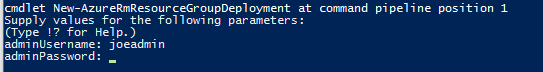 cmdlet New-AzureRmResourceGroupDeployment at command pipeline position 1
Supply values for the following parameters:
(Type !? for Help.)
adminUsername: joeadmin
adminPassword: